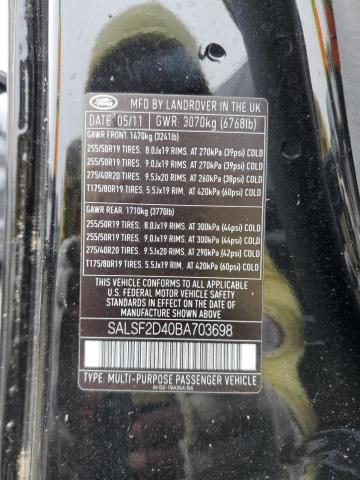 LAND ROVER
MFD BY LANDROVER IN THE UK
DATE: 05/11 GWR: 3070kg (6768lb)
GAWR FRONT: 1470kg (3241lb)
255/50R19 TIRES, 8.0Jx19 RIMS, AT 270kPA (39psi) COLD
255/50R19 TIRES, 9.0Jx19 RIMS, AT 270kPA (39psi) COLD
275/40R20 TIRES, 9.5Jx20 RIMS, AT 260kPA (38psi) COLD
T175/80R19 TIRES, 5.5Jx19 RIM, AT 420kPA (60psi) COLD
GAWR REAR: 1710kg (3770lb)
255/50R19 TIRES, 8.0Jx19 RIMS, AT 300kPA (44psi) COLD
255/50R19 TIRES, 9.0Jx19 RIMS, AT 300kPA (44psi) COLD
275/40R20 TIRES, 9.5Jx20 RIMS, AT 290kPA (42psi) COLD
T175/80R19 TIRES, 5.5Jx19 RIM, AT 420kPA (60psi) COLD
THIS VEHICLE CONFORMS TO ALL APPLICABLE
U.S. FEDERAL MOTOR VEHICLE SAFETY STANDARDS
IN EFFECT ON THE DATE OF
MANUFACTURE SHOWN ABOVE
SALSF2D40BA703698
TYPE: MULTI-PURPOSE PASSENGER VEHICLE